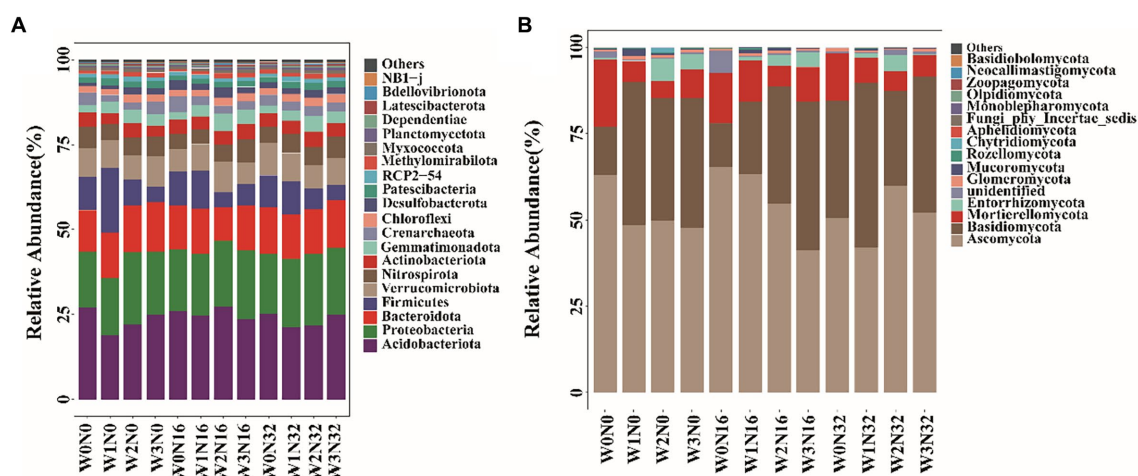 A
B
Relative Abundance(%)
100
75
50
25
0
W0N0
W1N0
W2N0
W3N0
W0N16
W1N16
W2N16
W3N16
W0N32
W1N32
W2N32
W3N32
Others
NB1-j
Bdellovibrionota
Latescibacterota
Dependentiae
Planctomycetota
Myxococcota
Methylomirabilota
RCP2-54
Patescibacteria
Desulfobacterota
Chloroflexi
Crenarchaeota
Gemmatimonadota
Actinobacteriota
Nitrospirota
Verrucomicrobiota
Firmicutes
Bacteroidota
Proteobacteria
Acidobacteriota
Relative Abundance(%)
100
75
50
25
0
W0N0
W1N0
W2N0
W3N0
W0N16
W1N16
W2N16
W3N16
W0N32
W1N32
W2N32
W3N32
Others
Basidiobolomycota
Neocallimastigomycota
Zoopagomycota
Olpidiomycota
Monoblepharomycota
Fungi_phy_Incertae_sedis
Aphelidiomycota
Chytridiomycota
Rozellomycota
Mucoromycota
Glomeromycota
unidentified
Entorrhizomycota
Mortierellomycota
Basidiomycota
Ascomycota